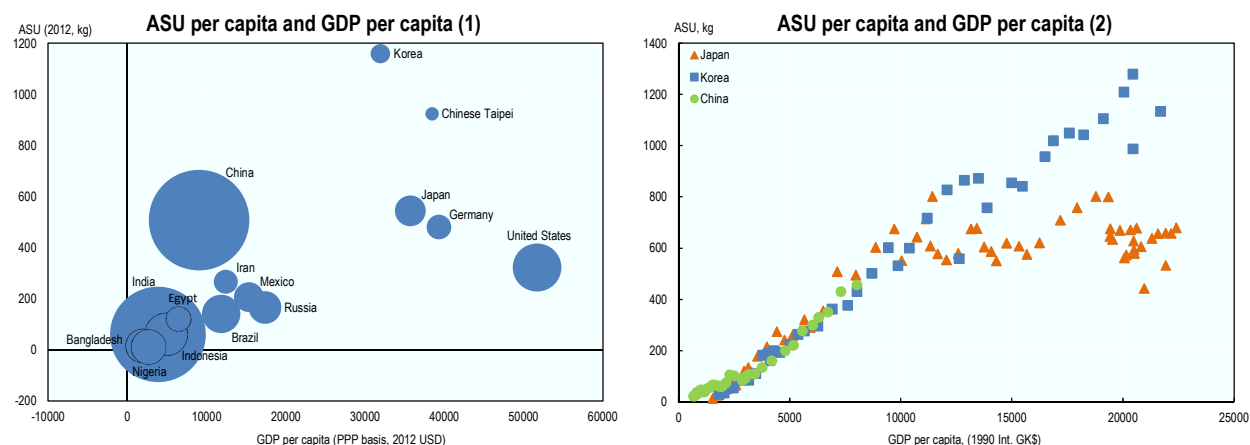 ASU per capita and GDP per capita (1)
ASU (2012, kg)
1200
1000
800
600
400
200
0
-200
-10000 0 10000 20000 30000 40000 50000 60000
GDP per capita (PPP basis, 2012 USD)
Korea
Chinese Taipei
China
Japan
Germany
United States
Iran
India
Mexico
Egypt
Russia
Bangladesh
Brazil
Indonesia
Nigeria
ASU per capita and GDP per capita (2)
ASU, kg
1400
1200
1000
800
600
400
200
0
0 5000 10000 15000 20000 25000
GDP per capita, (1990 Int. GK$)
Japan
Korea
China